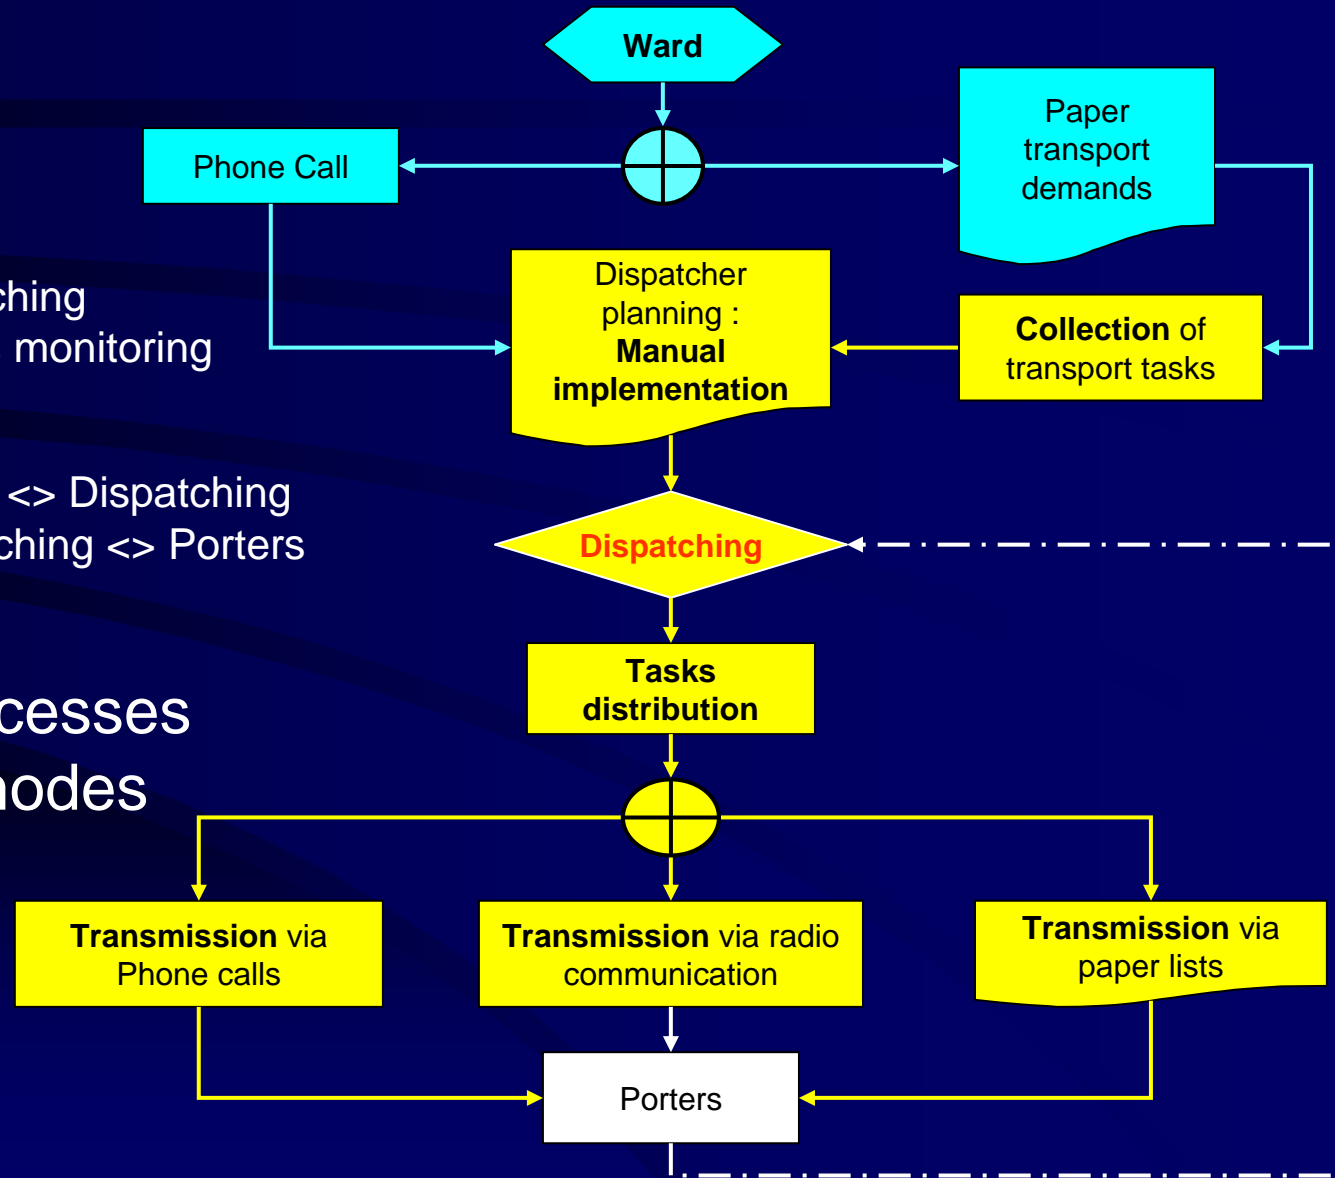 Ward
Paper
transport
demands
Phone Call
Dispatcher
planning :
Manual
implementation
Collection of
transport tasks
ching
monitoring
<> Dispatching
ching <> Porters
Dispatching
Tasks
distribution
cesses
nodes
Transmission via
Phone calls
Transmission via radio
communication
Transmission via
paper lists
Porters